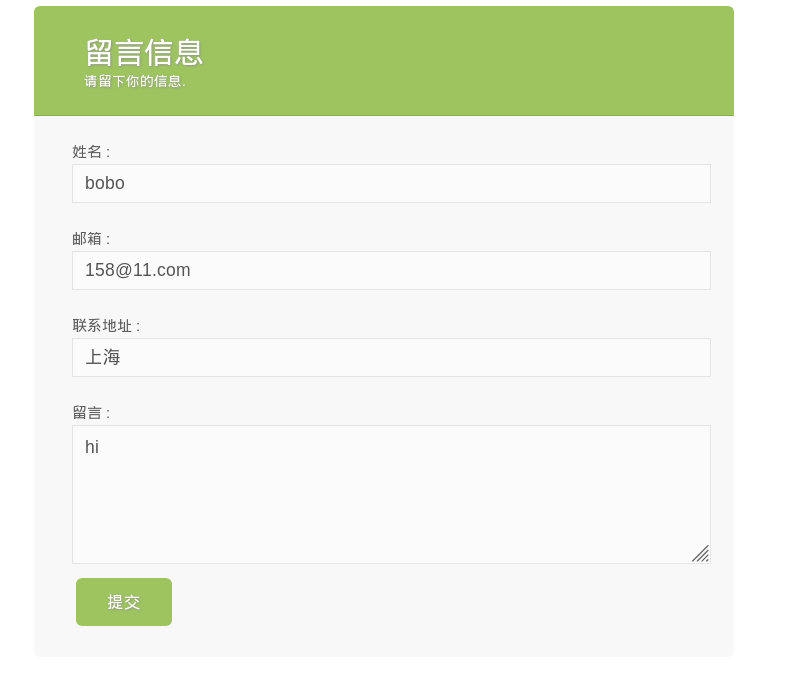 留言信息
请留下你的信息.
姓名 :
bobo
邮箱 :
158@11.com
联系地址 :
上海
留言 :
hi
提交